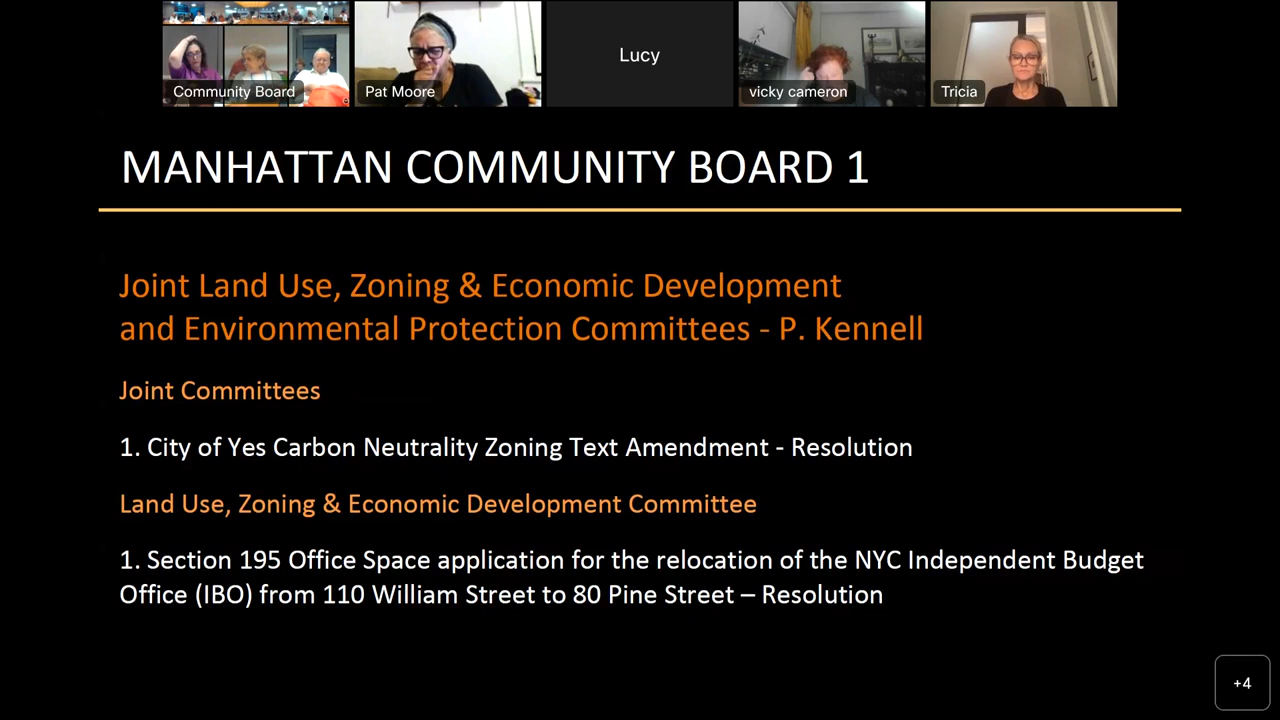 Community Board
Pat Moore
Lucy
vicky cameron
Tricia
MANHATTAN COMMUNITY BOARD 1
Joint Land Use, Zoning & Economic Development
and Environmental Protection Committees - P. Kennell
Joint Committees
1. City of Yes Carbon Neutrality Zoning Text Amendment - Resolution
Land Use, Zoning & Economic Development Committee
1. Section 195 Office Space application for the relocation of the NYC Independent Budget
Office (IBO) from 110 William Street to 80 Pine Street – Resolution
+4